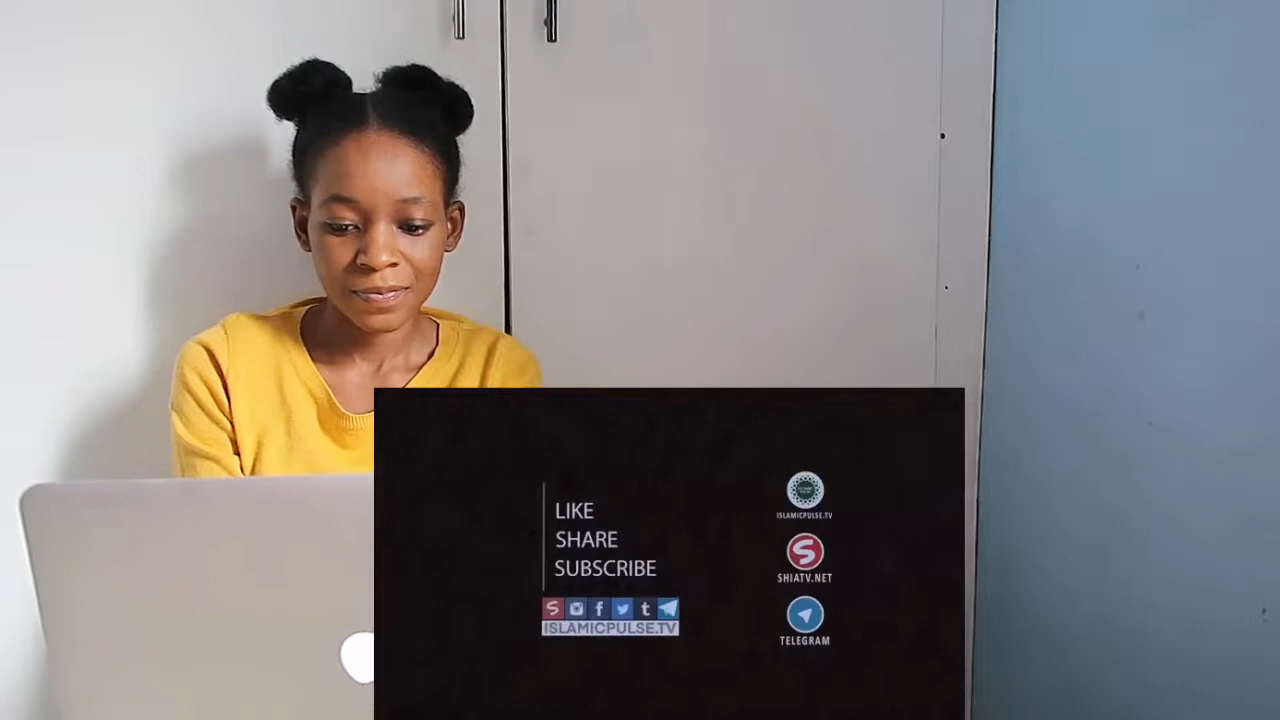 LIKE
SHARE
SUBSCRIBE
ISLAMICPULSE.TV
ISLAMICPULSE.TV
SHIATV.NET
TELEGRAM